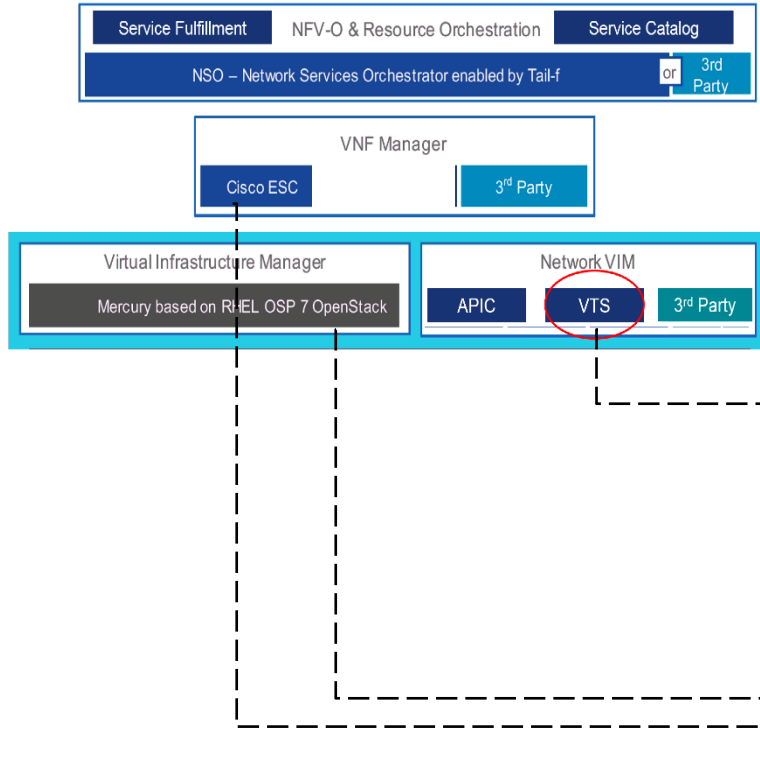 Service Fulfillment NFV-O & Resource Orchestration Service Catalog
NSO – Network Services Orchestrator enabled by Tail-f or 3rd
Party
VNF Manager
Cisco ESC 3rd Party
Virtual Infrastructure Manager Network VIM
Mercury based on RHEL OSP 7 OpenStack APIC VTS 3rd Party